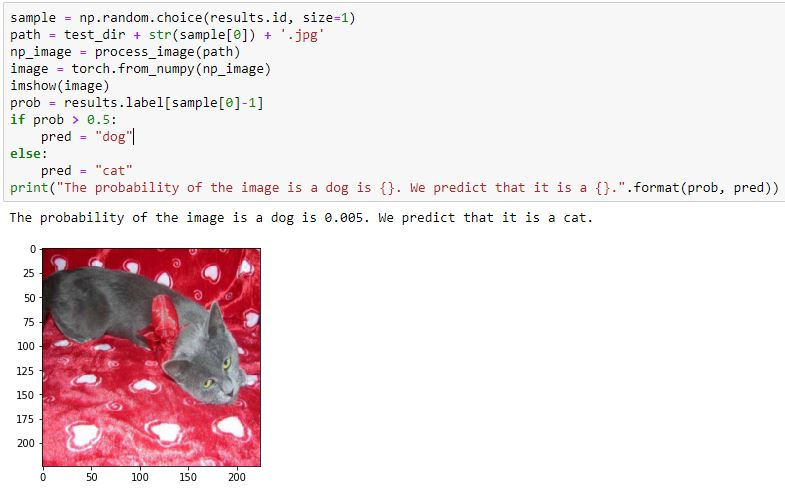 sample = np.random.choice(results.id, size=1)
path = test_dir + str(sample[0]) + '.jpg'
np_image = process_image(path)
image = torch.from_numpy(np_image)
imshow(image)
prob = results.label[sample[0]-1]
if prob > 0.5:
    pred = "dog"
else:
    pred = "cat"
print("The probability of the image is a dog is {}. We predict that it is a {}.".format(prob, pred))
The probability of the image is a dog is 0.005. We predict that it is a cat.
0
25
50
75
100
125
150
175
200
0 50 100 150 200